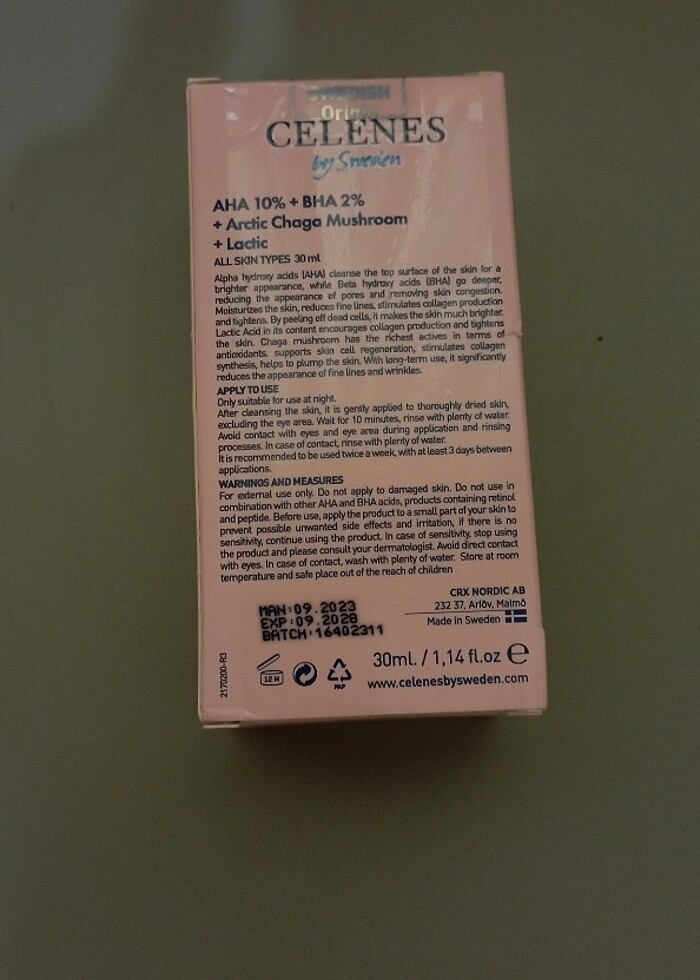 SWEDISH
Origin
CELENES
by Sweden
AHA 10% + BHA 2%
+ Arctic Chaga Mushroom
+ Lactic
ALL SKIN TYPES 30 ml
Alpha hydroxy acids (AHA) cleanse the top surface of the skin for a
brighter appearance, while Beta hydroxy acids (BHA) go deeper,
reducing the appearance of pores and removing skin congestion.
Moisturizes the skin, reduces fine lines, stimulates collagen production
and tightens. By peeling off dead cells, it makes the skin much brighter.
Lactic Acid in its content encourages collagen production and tightens
the skin. Chaga mushroom has the richest actives in terms of
antioxidants, supports skin cell regeneration, stimulates collagen
synthesis, helps to plump the skin. With long-term use, it significantly
reduces the appearance of fine lines and wrinkles.
APPLY TO USE
Only suitable for use at night.
After cleansing the skin, it is gently applied to thoroughly dried skin,
excluding the eye area. Wait for 10 minutes, rinse with plenty of water.
Avoid contact with eyes and eye area during application and rinsing
processes. In case of contact, rinse with plenty of water.
It is recommended to be used twice a week, with at least 3 days between
applications.
WARNINGS AND MEASURES
For external use only. Do not apply to damaged skin. Do not use in
combination with other AHA and BHA acids, products containing retinol
and peptide. Before use, apply the product to a small part of your skin to
prevent possible unwanted side effects and irritation, if there is no
sensitivity, continue using the product. In case of sensitivity, stop using
the product and please consult your dermatologist. Avoid direct contact
with eyes. In case of contact, wash with plenty of water. Store at room
temperature and safe place out of the reach of children
CRX NORDIC AB
232 37, Arlöv, Malmö
Made in Sweden
MAN:09.2023
EXP:09.2028
BATCH:16402311
2170200-R3
12 M
PAP
30ml. / 1,14 fl.oz ℮
www.celenesbysweden.com